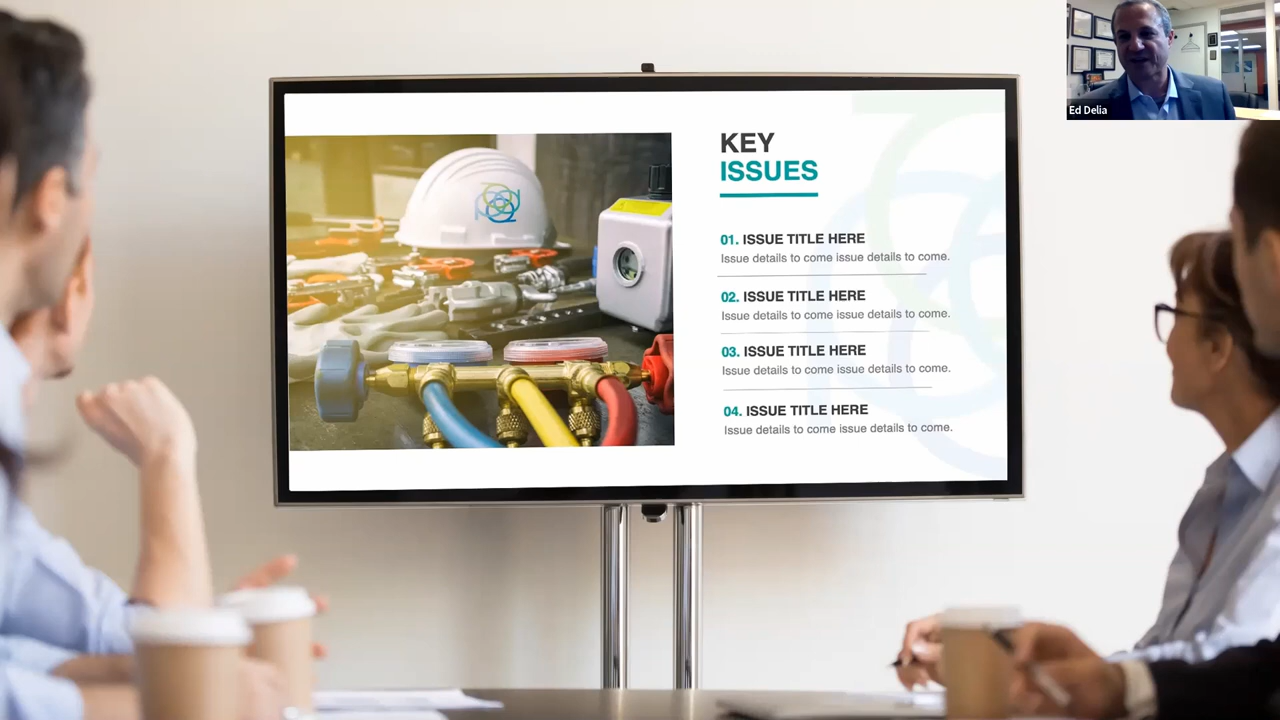 Ed Delia
KEY
ISSUES
01. ISSUE TITLE HERE
Issue details to come issue details to come.
02. ISSUE TITLE HERE
Issue details to come issue details to come.
03. ISSUE TITLE HERE
Issue details to come issue details to come.
04. ISSUE TITLE HERE
Issue details to come issue details to come.